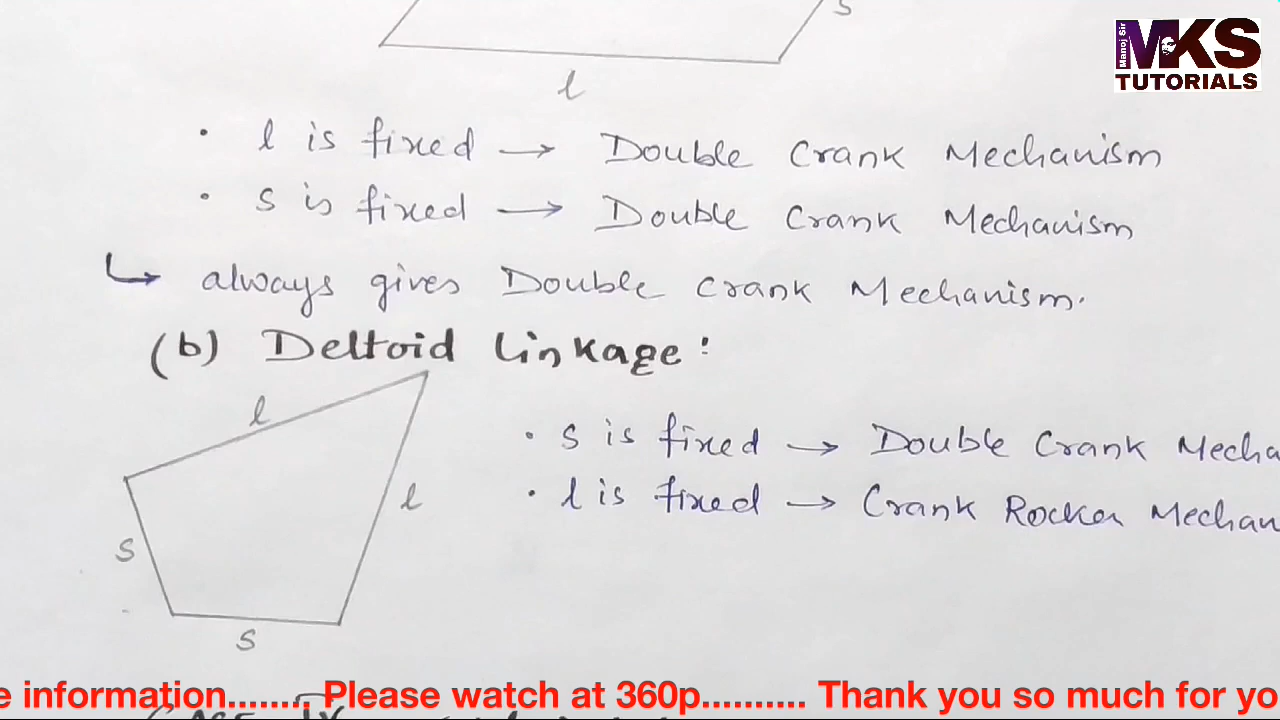 s
Manoj Sir
MKS
TUTORIALS
l
· l is fixed → Double Crank Mechanism
· s is fixed → Double Crank Mechanism
↳ always gives Double Crank Mechanism.
(b) Deltoid Linkage:
l
· s is fixed → Double Crank Mecha
l
· l is fixed → Crank Rocker Mechan
s
s
e information....... Please watch at 360p.......... Thank you so much for yo